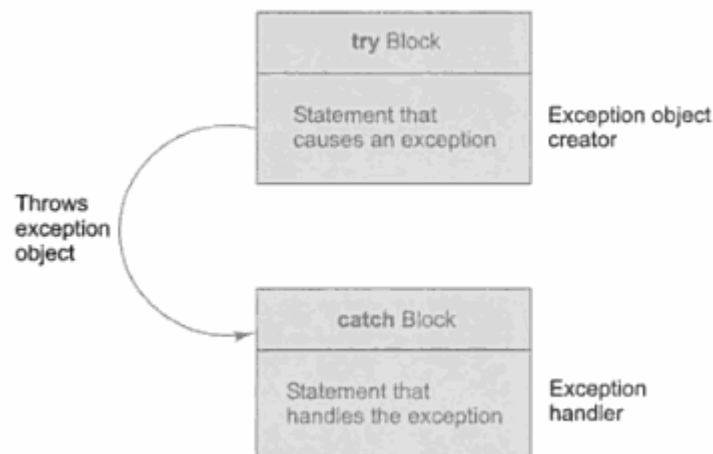 try Block
Statement that
causes an exception
Exception object
creator
Throws
exception
object
catch Block
Statement that
handles the exception
Exception
handler